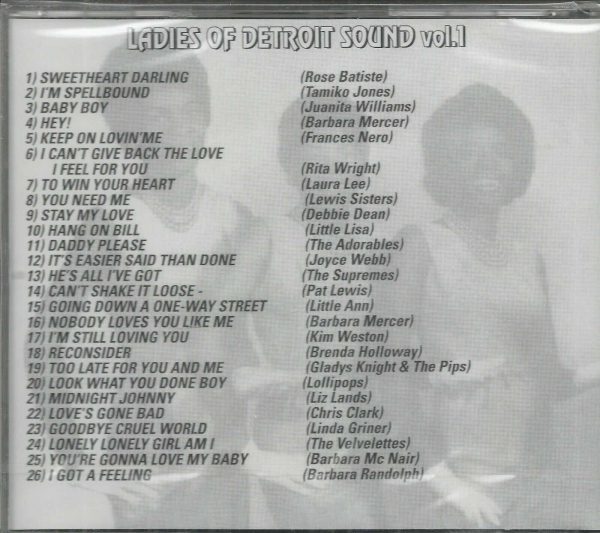 LADIES OF DETROIT SOUND vol.1
1) SWEETHEART DARLING (Rose Batiste)
2) I'M SPELLBOUND (Tamiko Jones)
3) BABY BOY (Juanita Williams)
4) HEY! (Barbara Mercer)
5) KEEP ON LOVIN'ME (Frances Nero)
6) I CAN'T GIVE BACK THE LOVE
I FEEL FOR YOU (Rita Wright)
7) TO WIN YOUR HEART (Laura Lee)
8) YOU NEED ME (Lewis Sisters)
9) STAY MY LOVE (Debbie Dean)
10) HANG ON BILL (Little Lisa)
11) DADDY PLEASE (The Adorables)
12) IT'S EASIER SAID THAN DONE (Joyce Webb)
13) HE'S ALL I'VE GOT (The Supremes)
14) CAN'T SHAKE IT LOOSE - (Pat Lewis)
15) GOING DOWN A ONE-WAY STREET (Little Ann)
16) NOBODY LOVES YOU LIKE ME (Barbara Mercer)
17) I'M STILL LOVING YOU (Kim Weston)
18) RECONSIDER (Brenda Holloway)
19) TOO LATE FOR YOU AND ME (Gladys Knight & The Pips)
20) LOOK WHAT YOU DONE BOY (Lollipops)
21) MIDNIGHT JOHNNY (Liz Lands)
22) LOVE'S GONE BAD (Chris Clark)
23) GOODBYE CRUEL WORLD (Linda Griner)
24) LONELY LONELY GIRL AM I (The Velvelettes)
25) YOU'RE GONNA LOVE MY BABY (Barbara Mc Nair)
26) I GOT A FEELING (Barbara Randolph)